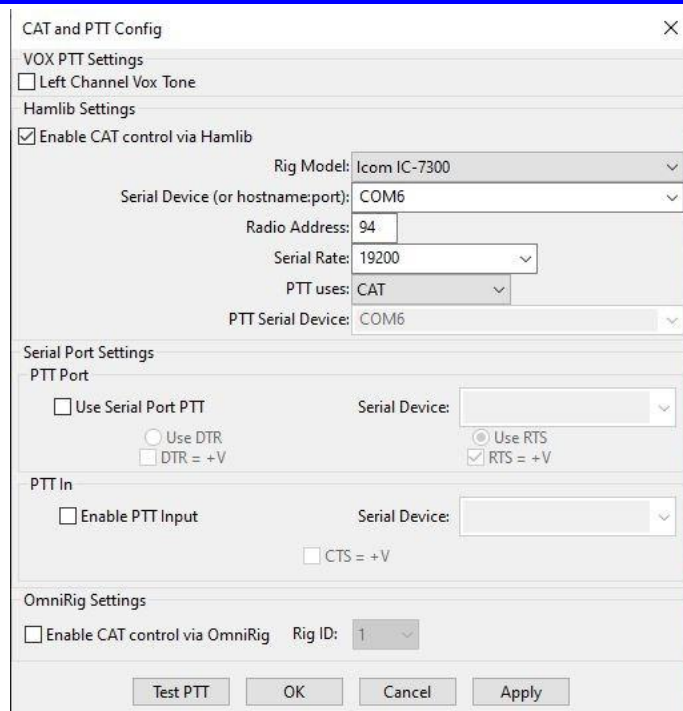 CAT and PTT Config
VOX PTT Settings
Left Channel Vox Tone
Hamlib Settings
Enable CAT control via Hamlib
Rig Model: Icom IC-7300
Serial Device (or hostname:port): COM6
Radio Address: 94
Serial Rate: 19200
PTT uses: CAT
PTT Serial Device: COM6
Serial Port Settings
PTT Port
Use Serial Port PTT Serial Device:
Use DTR Use RTS
DTR = +V RTS = +V
PTT In
Enable PTT Input Serial Device:
CTS = +V
OmniRig Settings
Enable CAT control via OmniRig Rig ID: 1
Test PTT OK Cancel Apply